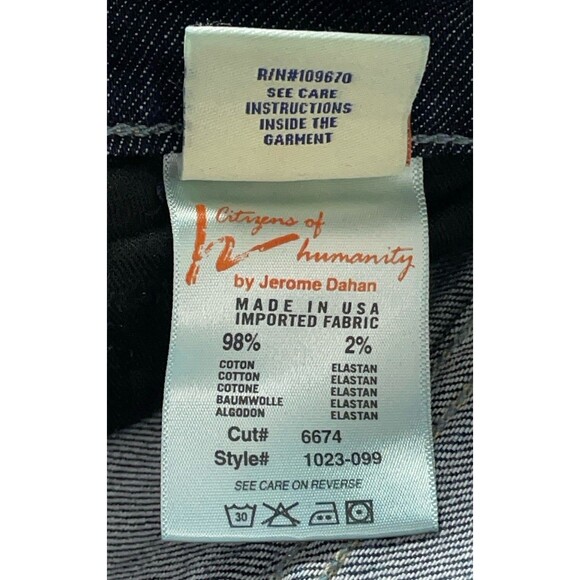 R/N#109670
SEE CARE
INSTRUCTIONS
INSIDE THE
GARMENT
Citizens of
humanity
by Jerome Dahan
MADE IN USA
IMPORTED FABRIC
98% 2%
COTON ELASTAN
COTTON ELASTAN
COTONE ELASTAN
BAUMWOLLE ELASTAN
ALGODON ELASTAN
Cut# 6674
Style# 1023-099
SEE CARE ON REVERSE
30